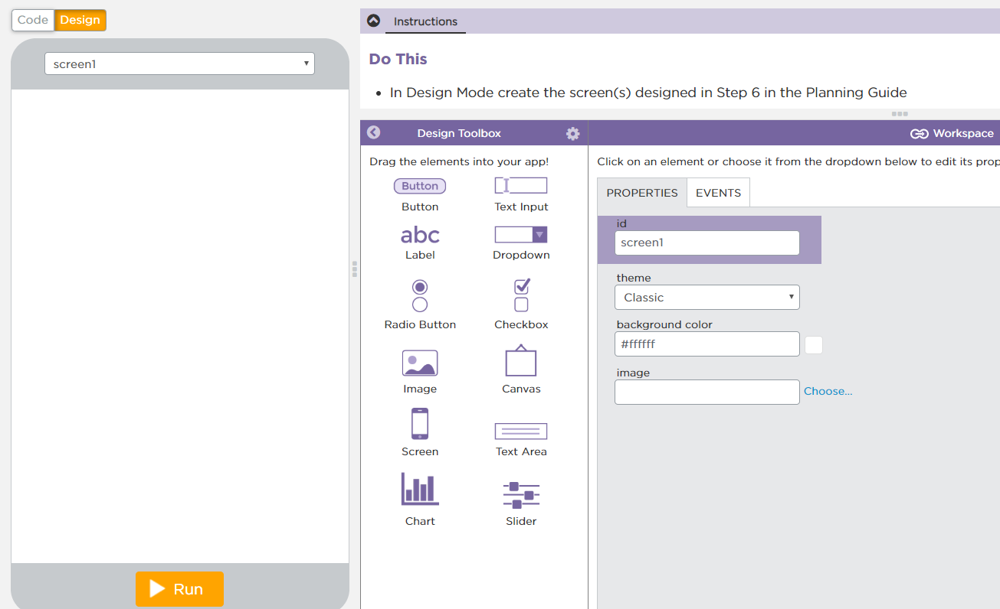 Code Design
screen1
Run
Instructions
Do This
In Design Mode create the screen(s) designed in Step 6 in the Planning Guide
Design Toolbox
Drag the elements into your app!
Button
Button
Text Input
abc
Label
Dropdown
Radio Button
Checkbox
Image
Canvas
Screen
Text Area
Chart
Slider
Workspace
Click on an element or choose it from the dropdown below to edit its prop
PROPERTIES EVENTS
id
screen1
theme
Classic
background color
#ffffff
image
Choose...